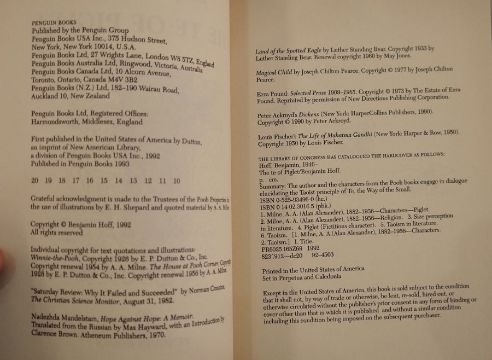 PENGUIN BOOKS
Published by the Penguin Group
Penguin Books USA Inc., 375 Hudson Street,
New York, New York 10014, U.S.A.
Penguin Books Ltd, 27 Wrights Lane, London W8 5TZ, England
Penguin Books Australia Ltd, Ringwood, Victoria, Australia
Penguin Books Canada Ltd, 10 Alcorn Avenue,
Toronto, Ontario, Canada M4V 3B2
Penguin Books (N.Z.) Ltd, 182–190 Wairau Road,
Auckland 10, New Zealand
Penguin Books Ltd, Registered Offices:
Harmondsworth, Middlesex, England
First published in the United States of America by Dutton,
an imprint of New American Library,
a division of Penguin Books USA Inc., 1992
Published in Penguin Books 1993
20 19 18 17 16 15 14 13 12 11 10
Grateful acknowledgment is made to the Trustees of the Pooh Properties
the use of illustrations by E. H. Shepard and quoted material by A. A. Milne
Copyright © Benjamin Hoff, 1992
All rights reserved
Individual copyright for text quotations and illustrations:
Winnie-the-Pooh, Copyright 1926 by E. P. Dutton & Co., Inc.
Copyright renewal 1954 by A. A. Milne. The House at Pooh Corner
1928 by E. P. Dutton & Co., Inc. Copyright renewal 1956 by A. A.
"Saturday Review: Why It Failed and Succeeded" by Norman Cousins
The Christian Science Monitor, August 31, 1982.
Nadezhda Mandelstam, Hope Against Hope: A Memoir.
Translated from the Russian by Max Hayward, with an Introduction by
Clarence Brown. Atheneum Publishers, 1970.
Land of the Spotted Eagle by Luther Standing Bear. Copyright 1933 by
Luther Standing Bear. Renewal copyright 1960 by May Jones.
Magical Child by Joseph Chilton Pearce. Copyright © 1977 by Joseph Chilton
Pearce.
Ezra Pound: Selected Prose 1909–1965. Copyright © 1973 by The Estate of Ezra
Pound. Reprinted by permission of New Directions Publishing Corporation.
Peter Ackroyd's Dickens (New York: HarperCollins Publishers, 1990).
Copyright © 1990 by Peter Ackroyd.
Louis Fischer's The Life of Mahatma Gandhi (New York: Harper & Row, 1950).
Copyright 1950 by Louis Fischer.
THE LIBRARY OF CONGRESS HAS CATALOGUED THE HARDCOVER AS FOLLOWS:
Hoff, Benjamin, 1946–
The te of Piglet/Benjamin Hoff.
p. cm.
Summary: The author and the characters from the Pooh books engage in dialogue
elucidating the Taoist principle of Te, the Way of the Small.
ISBN 0-525-93496-0 (hc.)
ISBN 0 14 02.3016 5 (pbk.)
1. Milne, A. A. (Alan Alexander), 1882–1956—Characters—Piglet.
2. Milne, A. A. (Alan Alexander), 1882–1956—Religion. 3. Size perception
in literature. 4. Piglet (Fictitious character). 5. Taoism in literature.
6. Taoism. [1. Milne, A. A. (Alan Alexander), 1882–1956—Characters.
2. Taoism.] I. Title.
PR6025.I65Z69 1992
823'.912—dc20 92-4503
Printed in the United States of America
Set in Perpetua and Caledonia
Except in the United States of America, this book is sold subject to the condition
that it shall not, by way of trade or otherwise, be lent, re-sold, hired out, or
otherwise circulated without the publisher's prior consent in any form of binding or
cover other than that in which it is published and without a similar condition
including this condition being imposed on the subsequent purchaser.